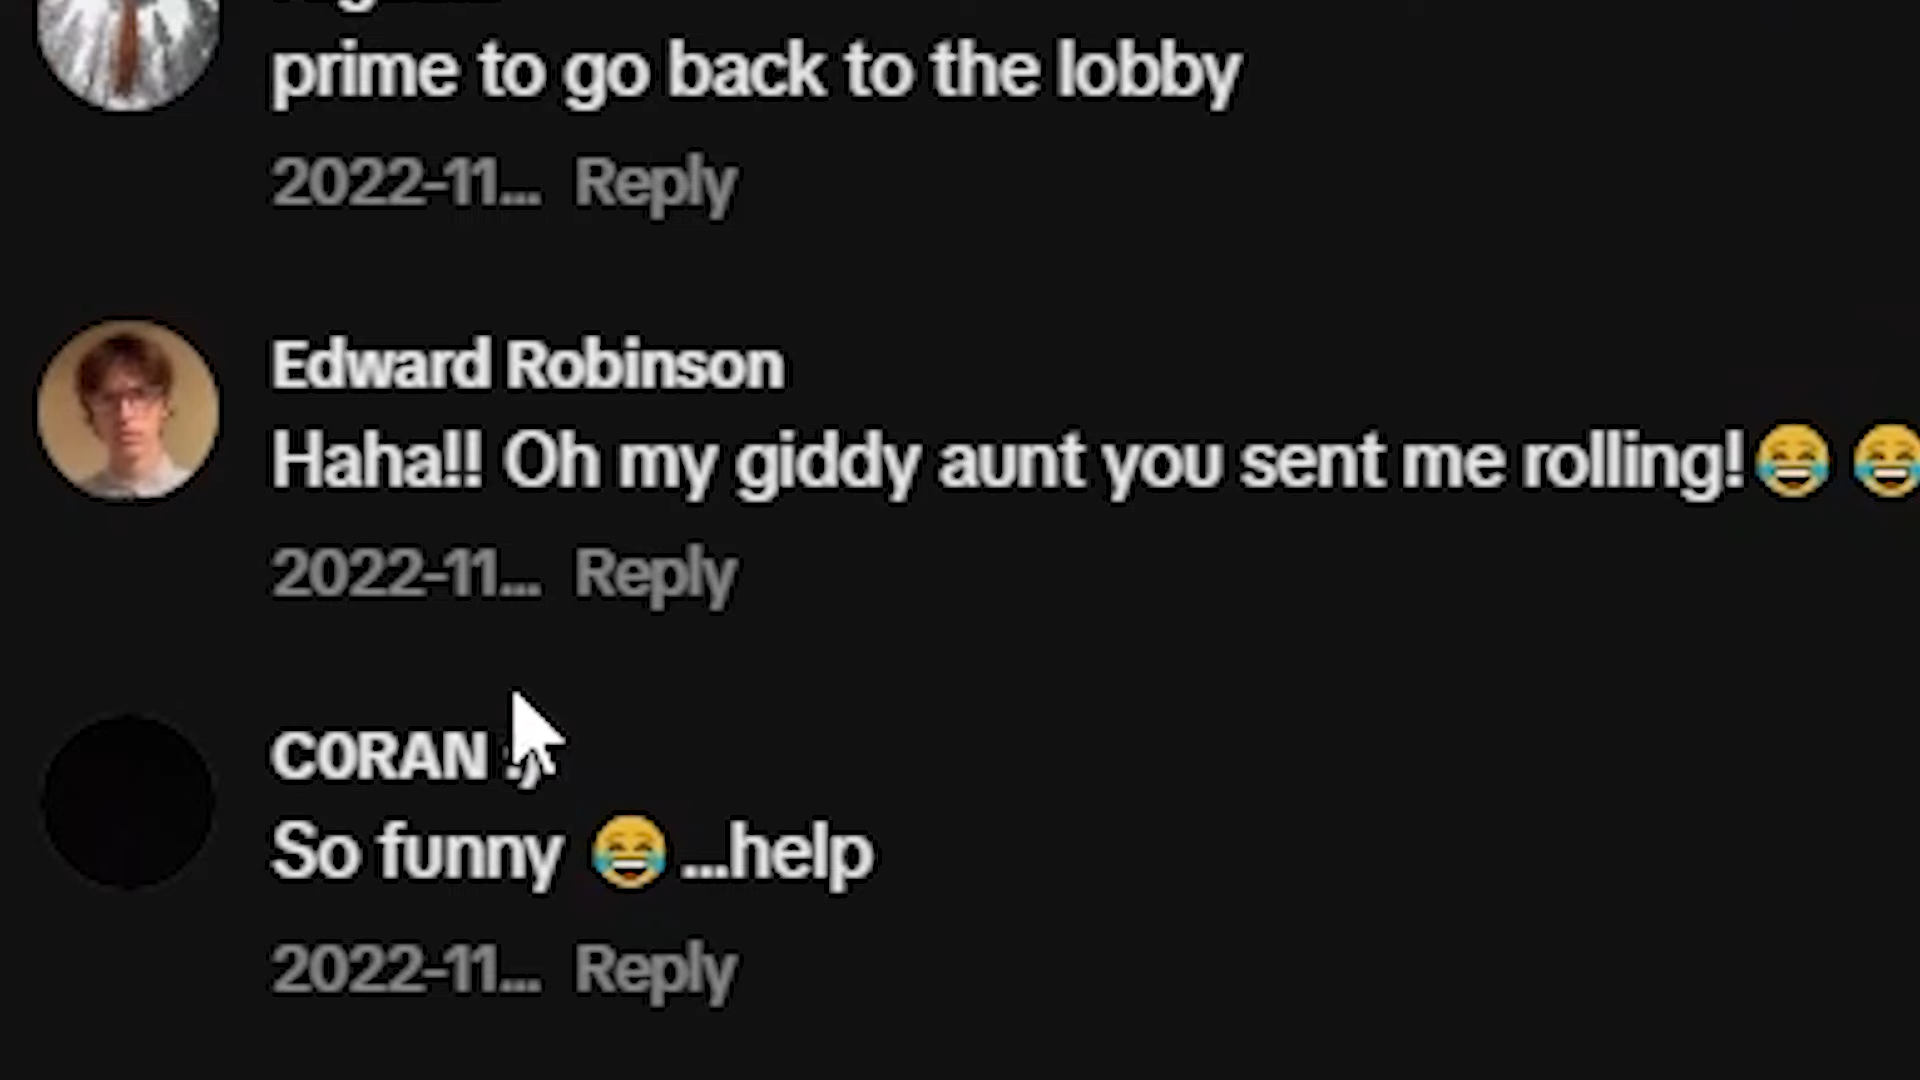 prime to go back to the lobby
2022-11... Reply
Edward Robinson
Haha!! Oh my giddy aunt you sent me rolling!😂😂
2022-11... Reply
CORAN :)
So funny 😂...help
2022-11... Reply